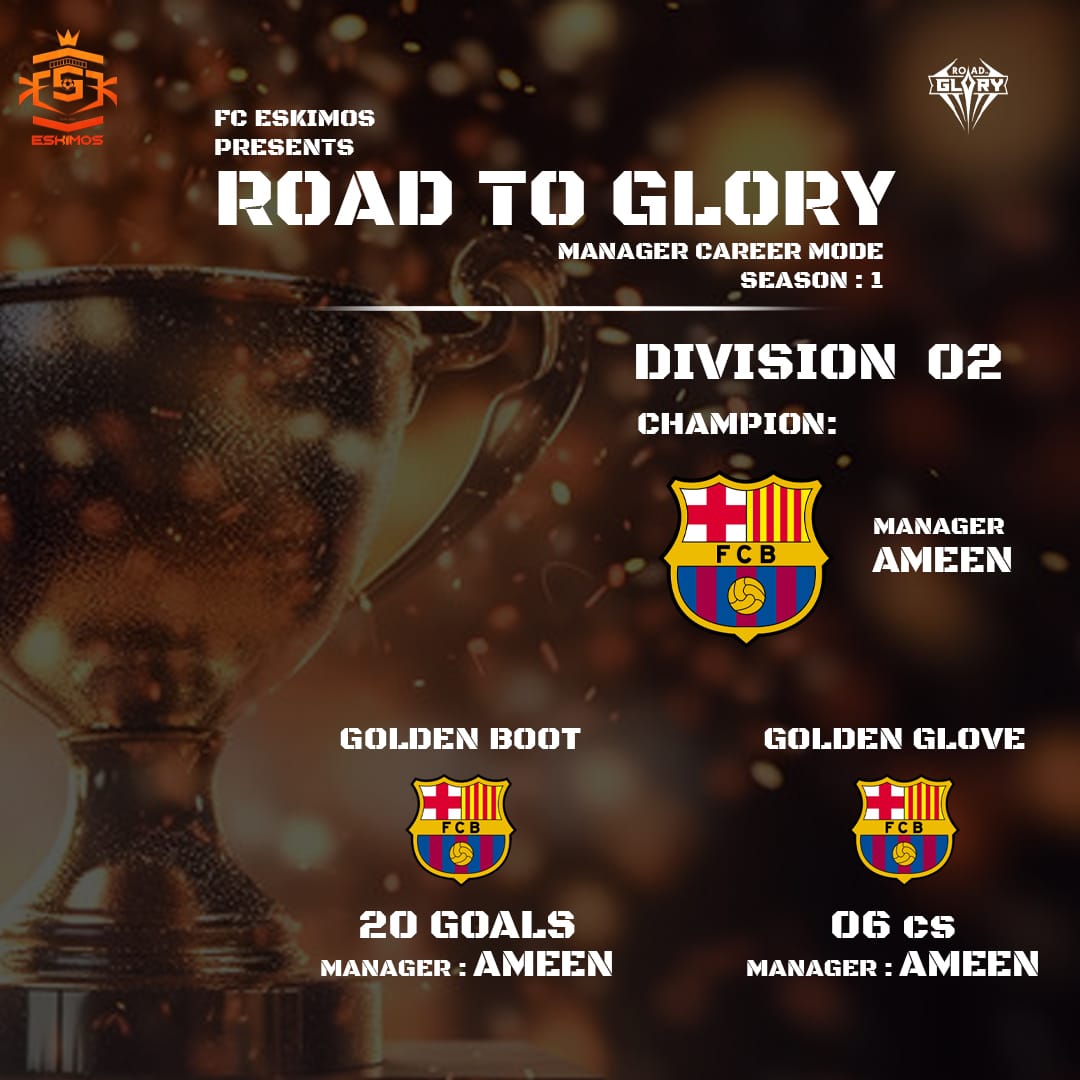 ESKIMOS
ROAD
GLORY
FC ESKIMOS
PRESENTS
ROAD TO GLORY
MANAGER CAREER MODE
SEASON : 1
DIVISION 02
CHAMPION:
FCB
MANAGER
AMEEN
GOLDEN BOOT
GOLDEN GLOVE
FCB
FCB
20 GOALS
MANAGER : AMEEN
06 CS
MANAGER : AMEEN